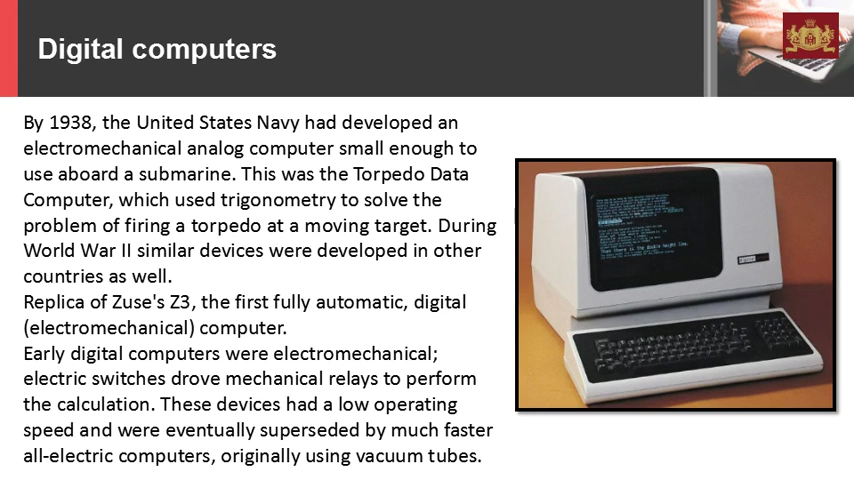 Digital computers
By 1938, the United States Navy had developed an
electromechanical analog computer small enough to
use aboard a submarine. This was the Torpedo Data
Computer, which used trigonometry to solve the
problem of firing a torpedo at a moving target. During
World War II similar devices were developed in other
countries as well.
Replica of Zuse's Z3, the first fully automatic, digital
(electromechanical) computer.
Early digital computers were electromechanical;
electric switches drove mechanical relays to perform
the calculation. These devices had a low operating
speed and were eventually superseded by much faster
all-electric computers, originally using vacuum tubes.